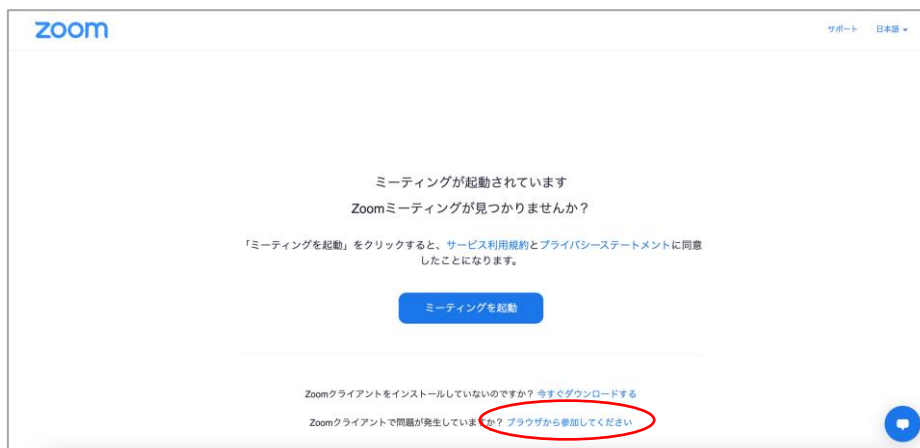 zoom
サポート 日本語
ミーティングが起動されています
Zoomミーティングが見つかりませんか？
「ミーティングを起動」をクリックすると、サービス利用規約とプライバシーステートメントに同意
したことになります。
ミーティングを起動
Zoomクライアントをインストールしていないのですか？ 今すぐダウンロードする
Zoomクライアントで問題が発生していますか？ ブラウザから参加してください